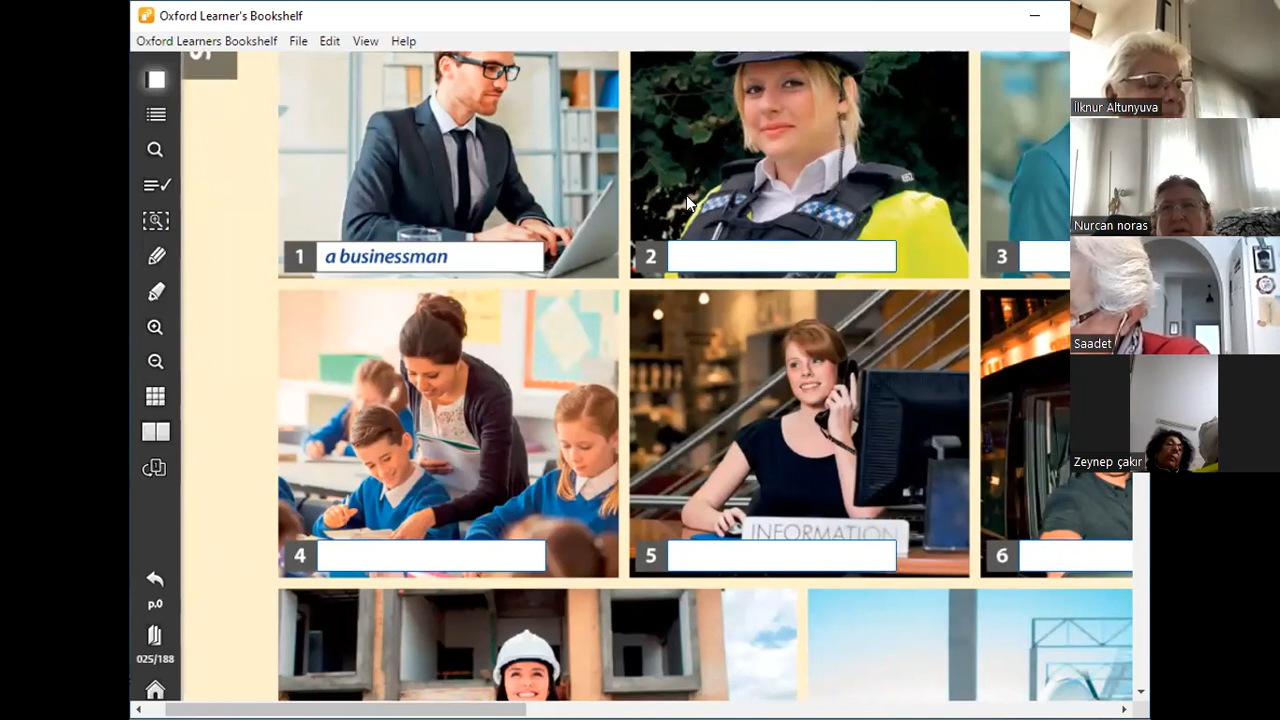 Oxford Learner's Bookshelf
Oxford Learners Bookshelf File Edit View Help
1 a businessman
2
3
4
5
6
INFORMATION
p.0
025/188
İlknur Altunyuva
Nurcan noras
Saadet
Zeynep çakır